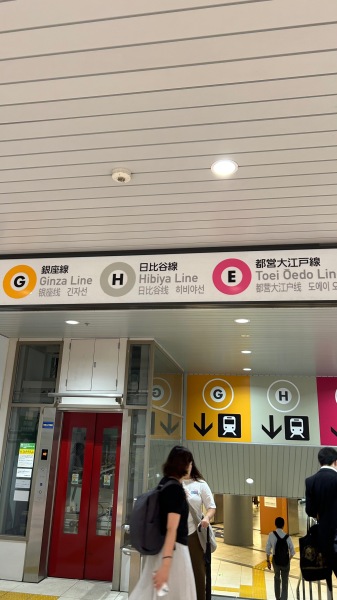 G 銀座線
Ginza Line
银座线 긴자선
H 日比谷線
Hibiya Line
日比谷线 히비야선
E 都営大江戸線
Toei Ōedo Lin
都营大江户线 도에이 오
G
G
H